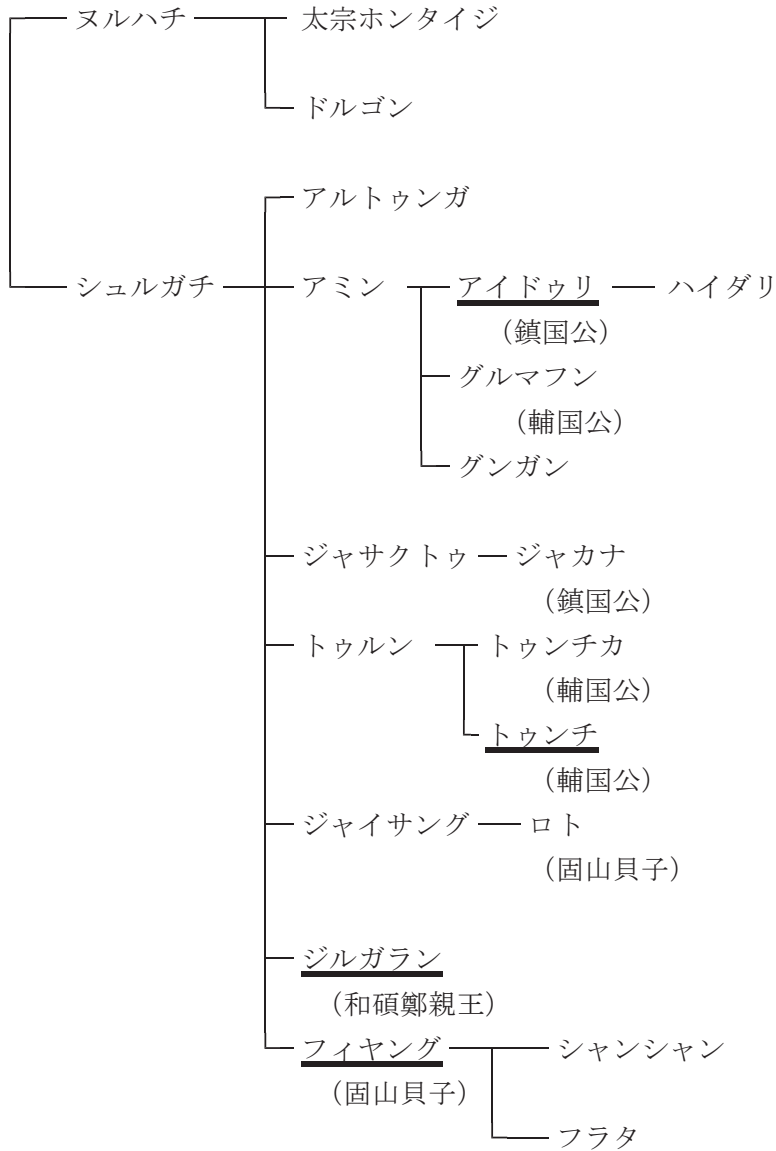 ヌルハチ 太宗ホンタイジ
ドルゴン
アルトゥンガ
シュルガチ アミン アイドゥリ ハイダリ
(鎮国公)
グルマフン
(輔国公)
グンガン
ジャサクトゥ ジャカナ
(鎮国公)
トゥルン トゥンチカ
(輔国公)
トゥンチ
(輔国公)
ジャイサング ロト
(固山貝子)
ジルガラン
(和碩鄭親王)
フィヤング シャンシャン
(固山貝子)
フラタ